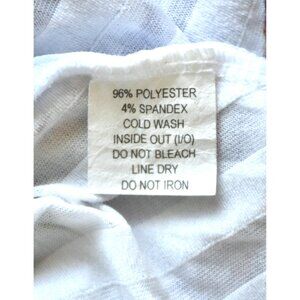 96% POLYESTER
4% SPANDEX
COLD WASH
INSIDE OUT (I/O)
DO NOT BLEACH
LINE DRY
DO NOT IRON